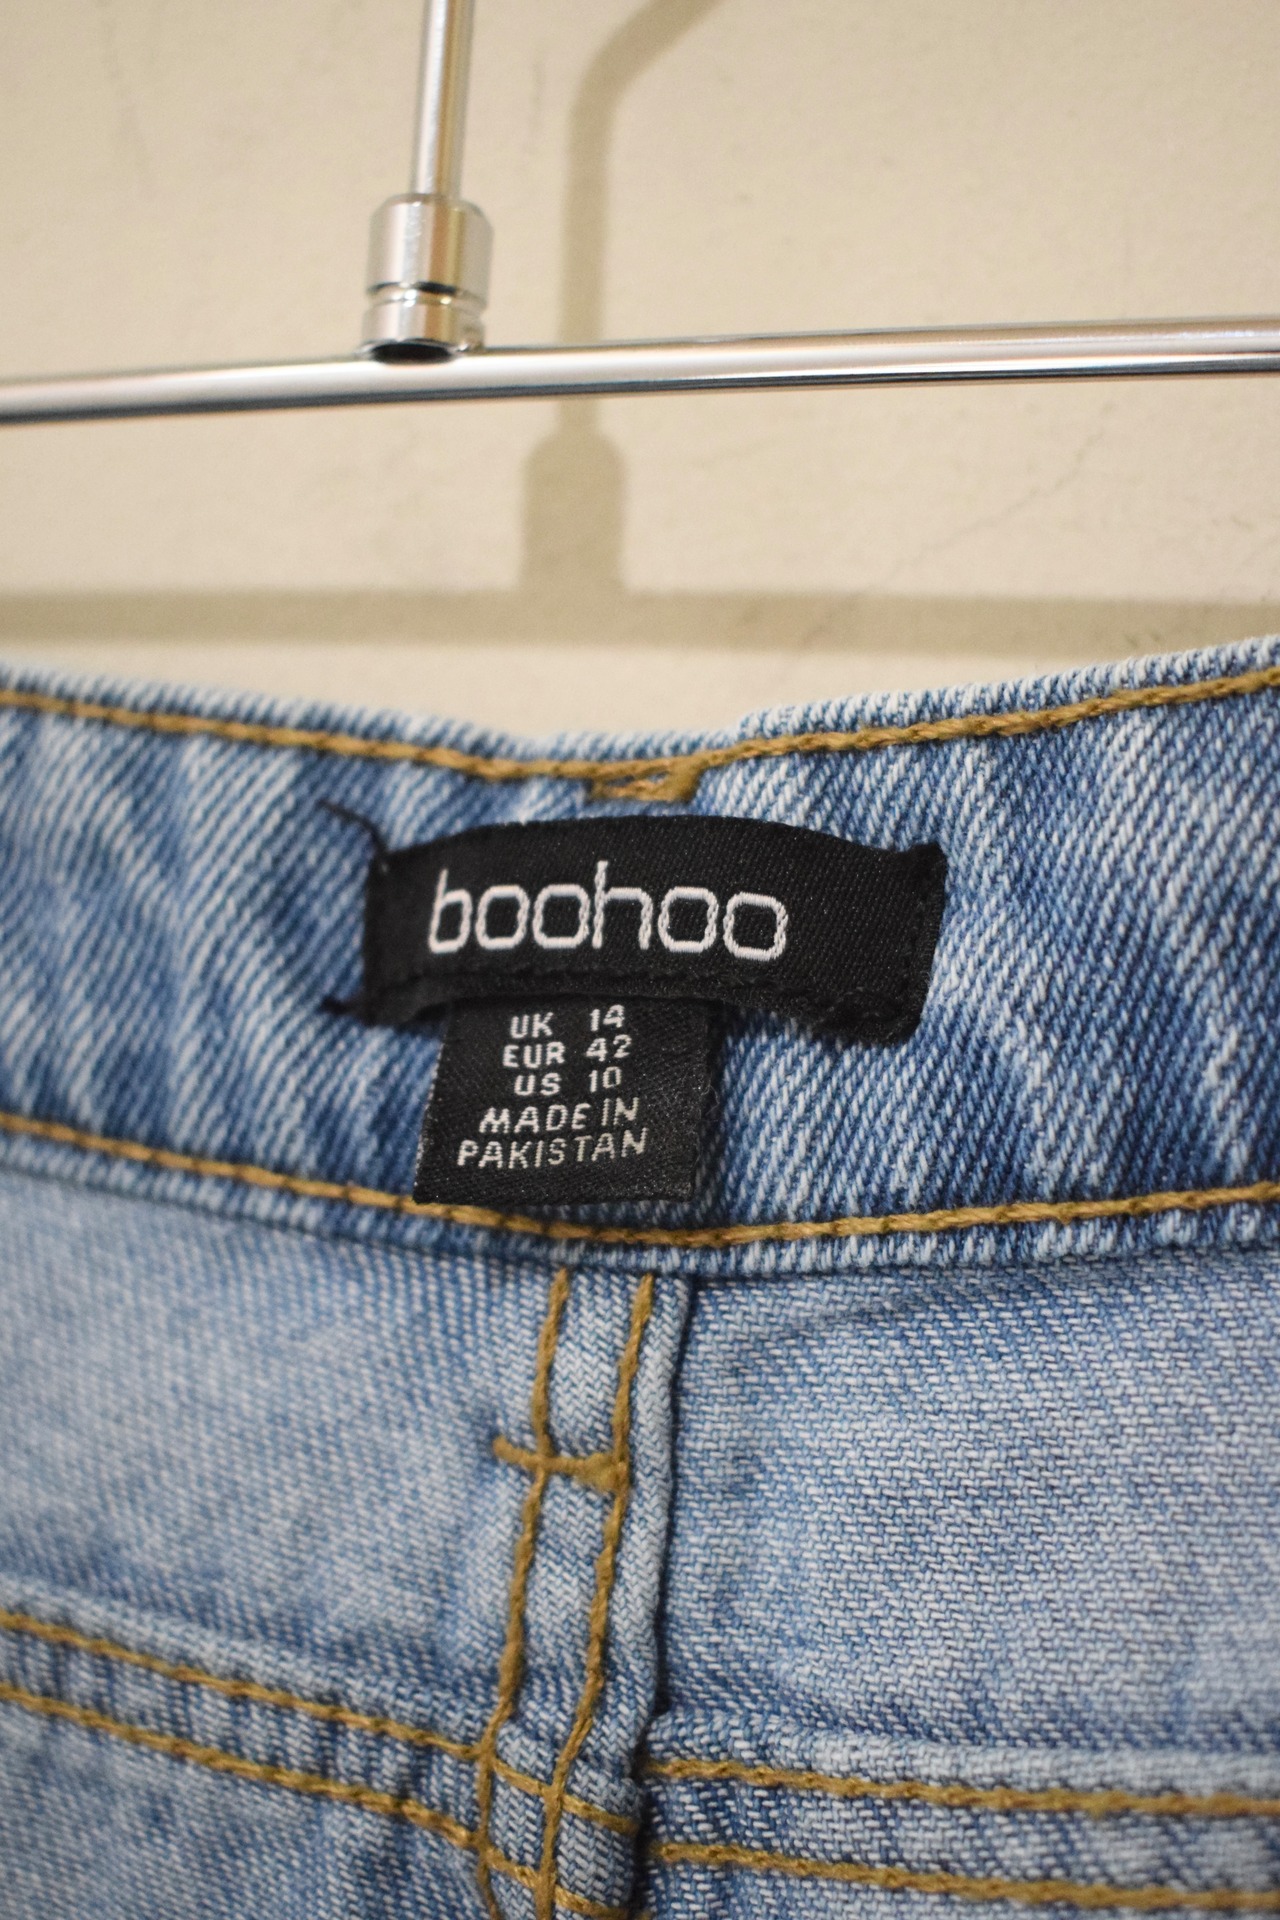 boohoo
UK 14
EUR 42
US 10
MADE IN
PAKISTAN